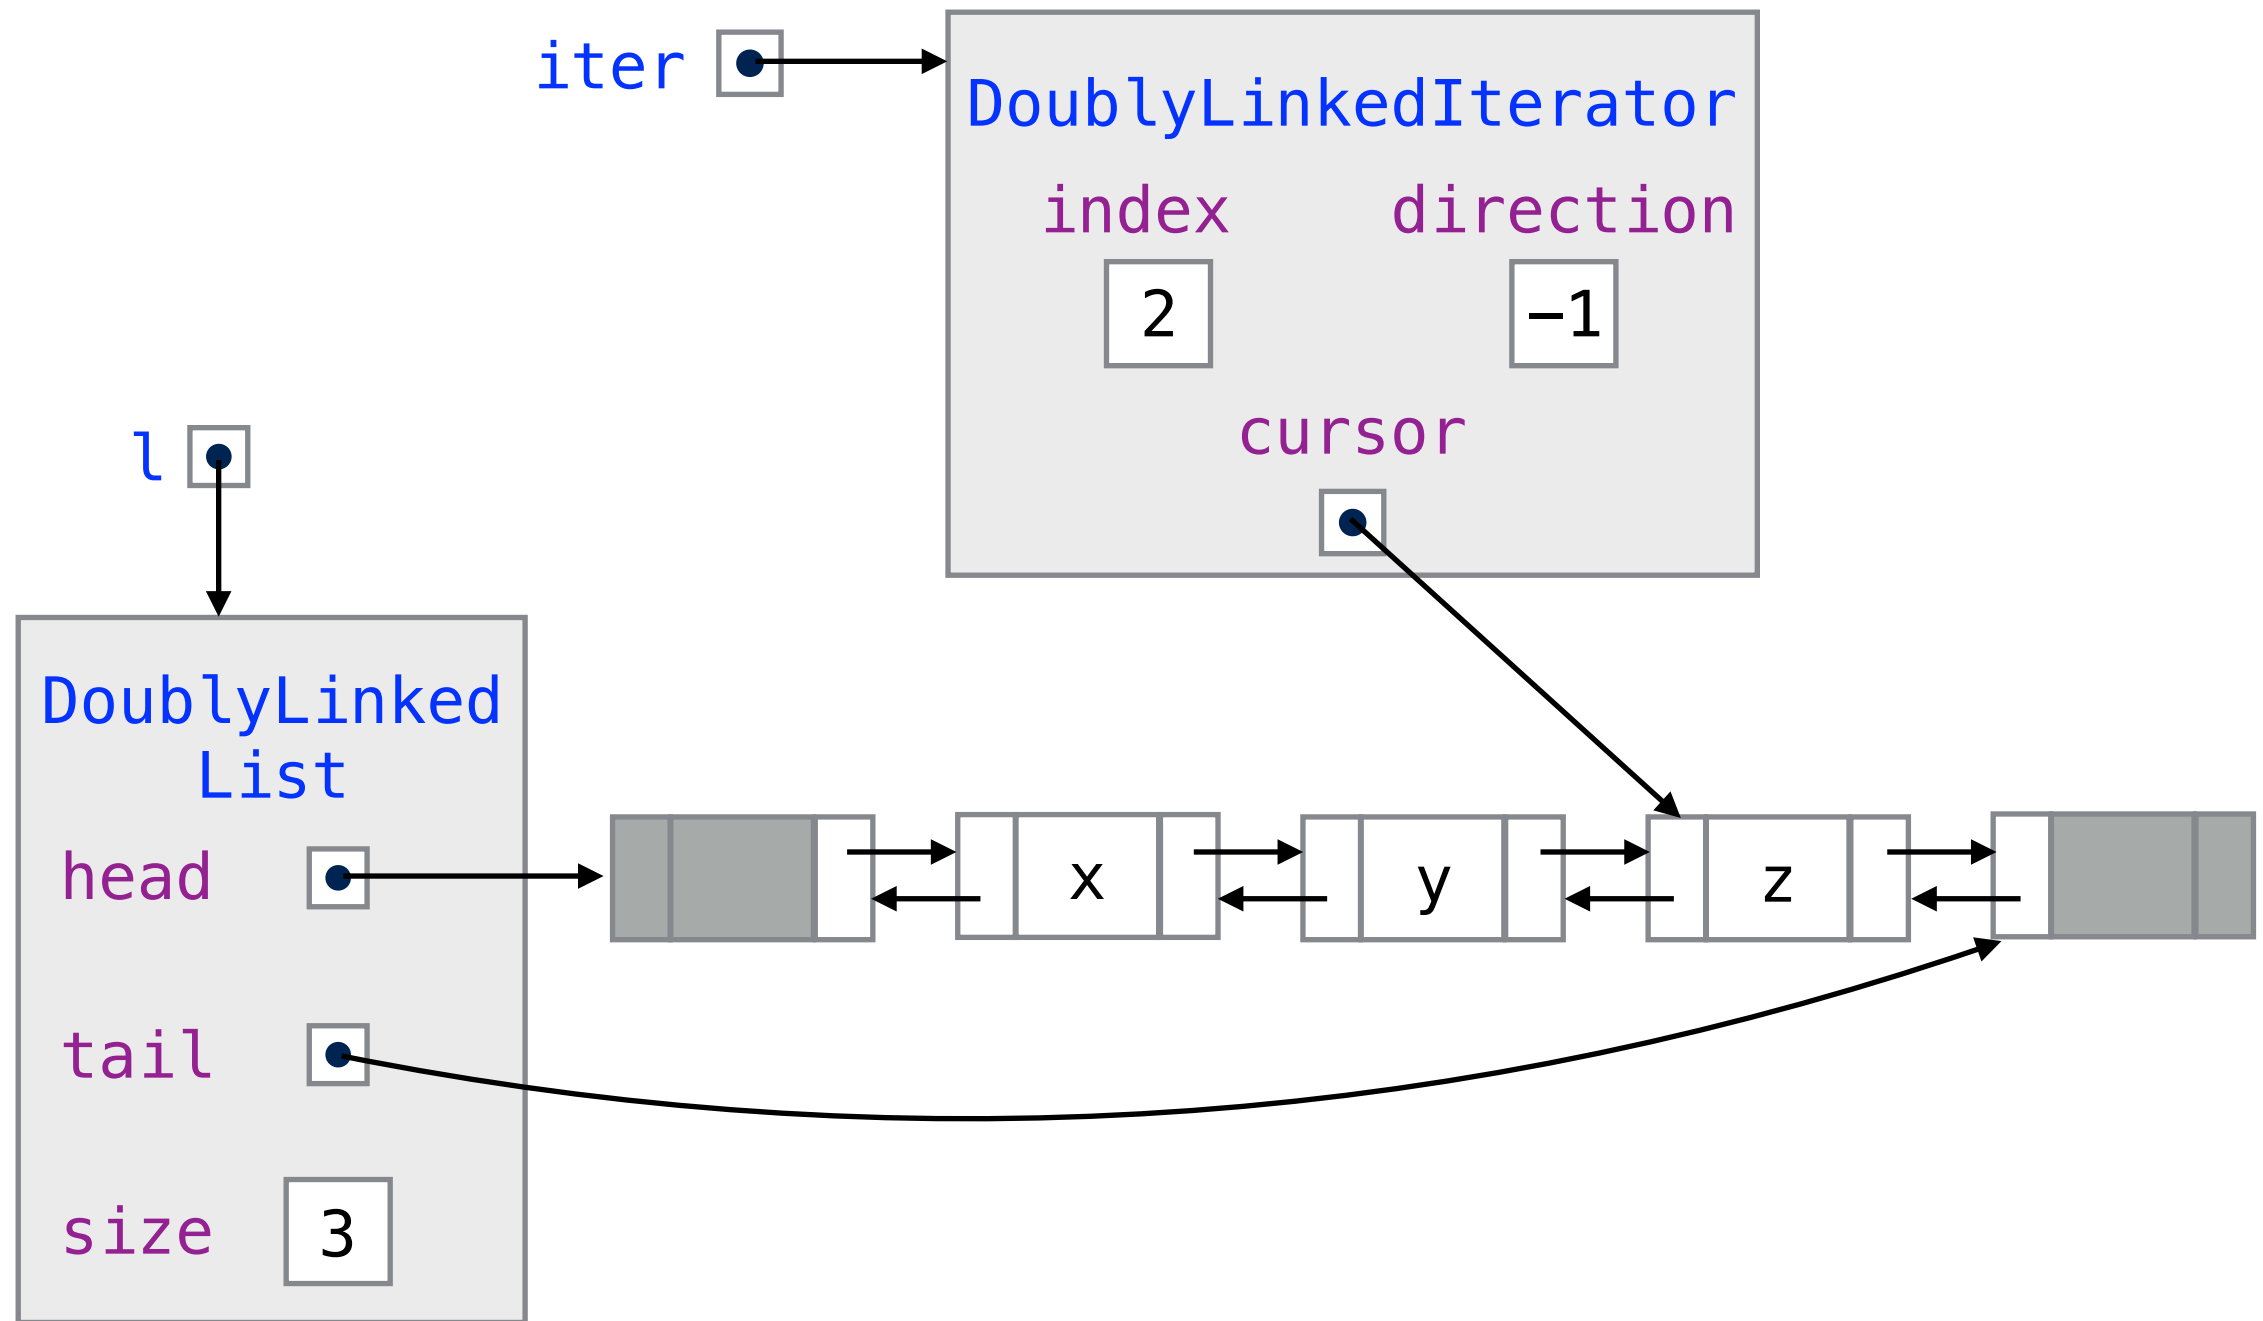 iter
DoublyLinkedIterator
index direction
2 −1
cursor
l
DoublyLinked
List
head
x y z
tail
size 3